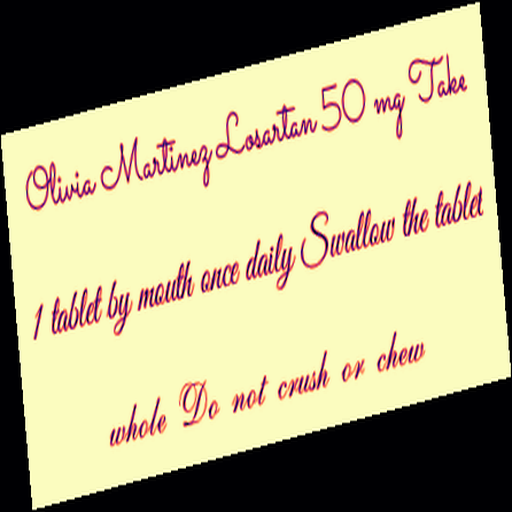 Olivia Martinez Losartan 50 mg Take
1 tablet by mouth once daily Swallow the tablet
whole Do not crush or chew